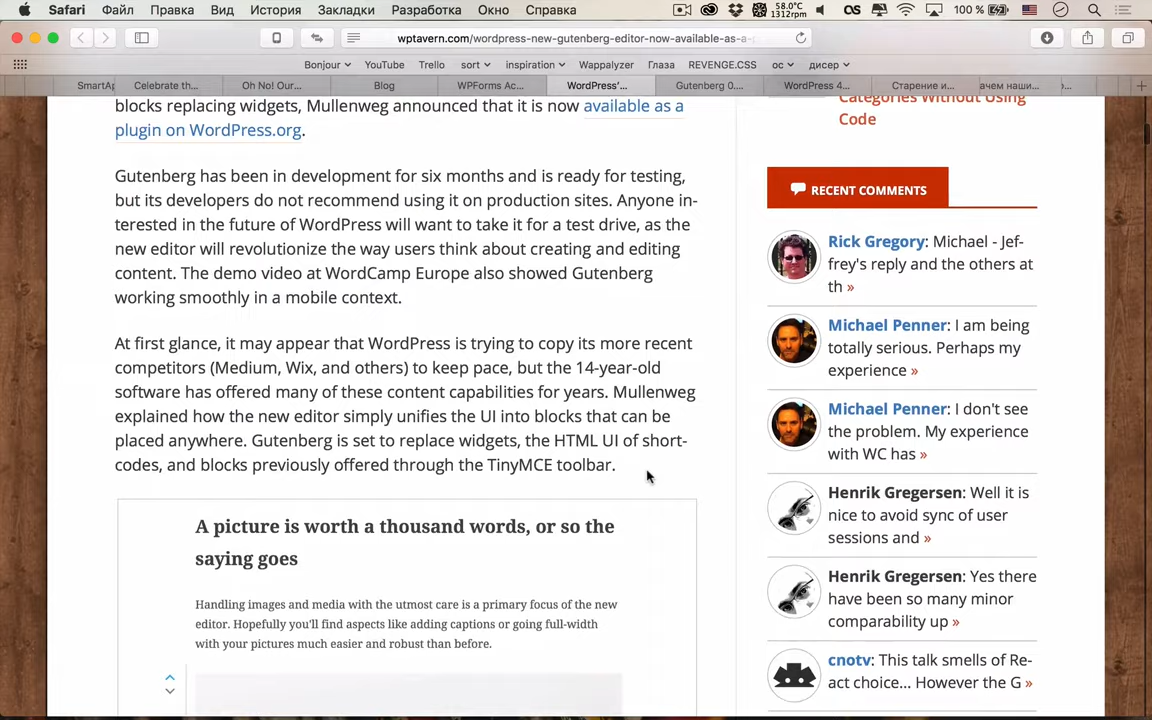 Safari Файл Правка Вид История Закладки Разработка Окно Справка
58.0°C
1312rpm
100 %
wptavern.com/wordpress-new-gutenberg-editor-now-available-as-a-
Bonjour YouTube Trello sort inspiration Wappalyzer Глаза REVENGE.CSS ос дисер
SmartA Celebrate th... Oh No! Our... Blog WPForms Ac... WordPress'... Gutenberg 0.... WordPress 4... Старение и... ачем наши...
blocks replacing widgets, Mullenweg announced that it is now available as a
plugin on WordPress.org.
Gutenberg has been in development for six months and is ready for testing,
but its developers do not recommend using it on production sites. Anyone in-
terested in the future of WordPress will want to take it for a test drive, as the
new editor will revolutionize the way users think about creating and editing
content. The demo video at WordCamp Europe also showed Gutenberg
working smoothly in a mobile context.
At first glance, it may appear that WordPress is trying to copy its more recent
competitors (Medium, Wix, and others) to keep pace, but the 14-year-old
software has offered many of these content capabilities for years. Mullenweg
explained how the new editor simply unifies the UI into blocks that can be
placed anywhere. Gutenberg is set to replace widgets, the HTML UI of short-
codes, and blocks previously offered through the TinyMCE toolbar.
A picture is worth a thousand words, or so the
saying goes
Handling images and media with the utmost care is a primary focus of the new
editor. Hopefully you'll find aspects like adding captions or going full-width
with your pictures much easier and robust than before.
Categories Without Using
Code
RECENT COMMENTS
Rick Gregory: Michael - Jef-
frey's reply and the others at
th »
Michael Penner: I am being
totally serious. Perhaps my
experience »
Michael Penner: I don't see
the problem. My experience
with WC has »
Henrik Gregersen: Well it is
nice to avoid sync of user
sessions and »
Henrik Gregersen: Yes there
have been so many minor
comparability up »
cnotv: This talk smells of Re-
act choice... However the G »